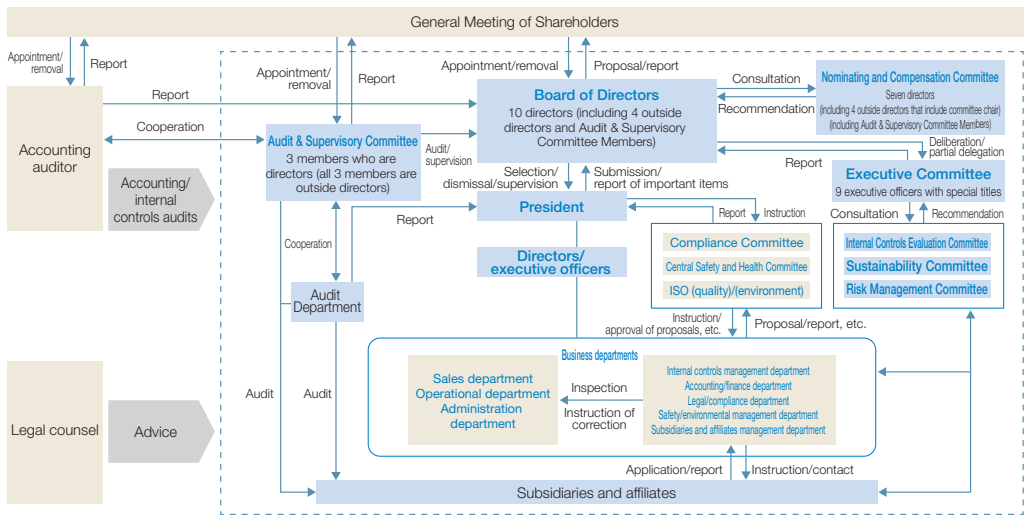 General Meeting of Shareholders
Appointment/
removal
Report
Appointment/
removal
Report
Appointment/removal
Proposal/report
Accounting
auditor
Report
Cooperation
Accounting/
internal
controls audits
Audit & Supervisory Committee
3 members who are
directors (all 3 members are
outside directors)
Audit/
supervision
Board of Directors
10 directors (including 4 outside
directors and Audit & Supervisory
Committee Members)
Consultation
Recommendation
Nominating and Compensation Committee
Seven directors
(including 4 outside directors that include committee chair)
(including Audit & Supervisory Committee Members)
Deliberation/
partial delegation
Report
Executive Committee
9 executive officers with special titles
Selection/
dismissal/supervision
Submission/
report of important items
President
Report
Report
Instruction
Consultation
Recommendation
Cooperation
Directors/
executive officers
Compliance Committee
Central Safety and Health Committee
ISO (quality)/(environment)
Internal Controls Evaluation Committee
Sustainability Committee
Risk Management Committee
Audit
Department
Instruction/
approval of proposals, etc.
Proposal/report, etc.
Business departments
Sales department
Operational department
Administration
department
Inspection
Instruction of
correction
Internal controls management department
Accounting/finance department
Legal/compliance department
Safety/environmental management department
Subsidiaries and affiliates management department
Audit
Audit
Legal counsel
Advice
Application/report
Instruction/contact
Subsidiaries and affiliates